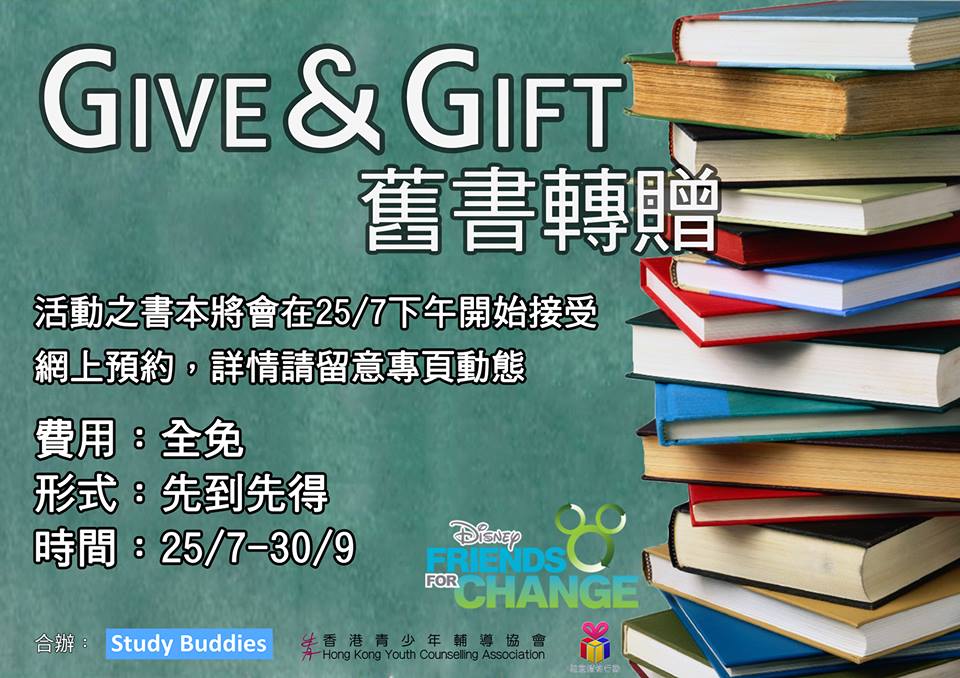 GIVE & GIFT
舊書轉贈
活動之書本將會在25/7下午開始接受
網上預約，詳情請留意專頁動態
費用：全免
形式：先到先得
時間：25/7-30/9
Disney
FRIENDS
FOR CHANGE
合辦： Study Buddies 香港青少年輔導協會
Hong Kong Youth Counselling Association